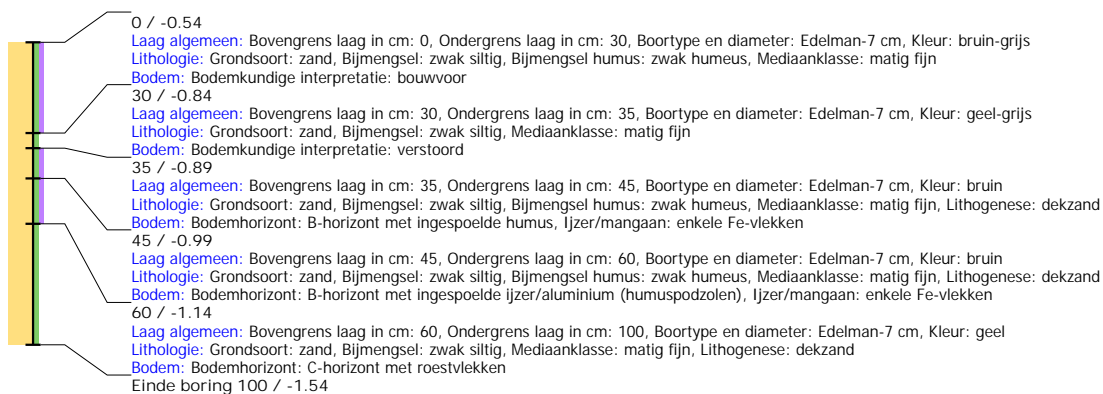 0 / -0.54
Laag algemeen: Bovengrens laag in cm: 0, Ondergrens laag in cm: 30, Boortype en diameter: Edelman-7 cm, Kleur: bruin-grijs
Lithologie: Grondsoort: zand, Bijmengsel: zwak siltig, Bijmengsel humus: zwak humeus, Mediaanklasse: matig fijn
Bodem: Bodemkundige interpretatie: bouwvoor
30 / -0.84
Laag algemeen: Bovengrens laag in cm: 30, Ondergrens laag in cm: 35, Boortype en diameter: Edelman-7 cm, Kleur: geel-grijs
Lithologie: Grondsoort: zand, Bijmengsel: zwak siltig, Mediaanklasse: matig fijn
Bodem: Bodemkundige interpretatie: verstoord
35 / -0.89
Laag algemeen: Bovengrens laag in cm: 35, Ondergrens laag in cm: 45, Boortype en diameter: Edelman-7 cm, Kleur: bruin
Lithologie: Grondsoort: zand, Bijmengsel: zwak siltig, Bijmengsel humus: zwak humeus, Mediaanklasse: matig fijn, Lithogenese: dekzand
Bodem: Bodemhorizont: B-horizont met ingespoelde humus, Ijzer/mangaan: enkele Fe-vlekken
45 / -0.99
Laag algemeen: Bovengrens laag in cm: 45, Ondergrens laag in cm: 60, Boortype en diameter: Edelman-7 cm, Kleur: bruin
Lithologie: Grondsoort: zand, Bijmengsel: zwak siltig, Bijmengsel humus: zwak humeus, Mediaanklasse: matig fijn, Lithogenese: dekzand
Bodem: Bodemhorizont: B-horizont met ingespoelde ijzer/aluminium (humuspodzolen), Ijzer/mangaan: enkele Fe-vlekken
60 / -1.14
Laag algemeen: Bovengrens laag in cm: 60, Ondergrens laag in cm: 100, Boortype en diameter: Edelman-7 cm, Kleur: geel
Lithologie: Grondsoort: zand, Bijmengsel: zwak siltig, Mediaanklasse: matig fijn, Lithogenese: dekzand
Bodem: Bodemhorizont: C-horizont met roestvlekken
Einde boring 100 / -1.54